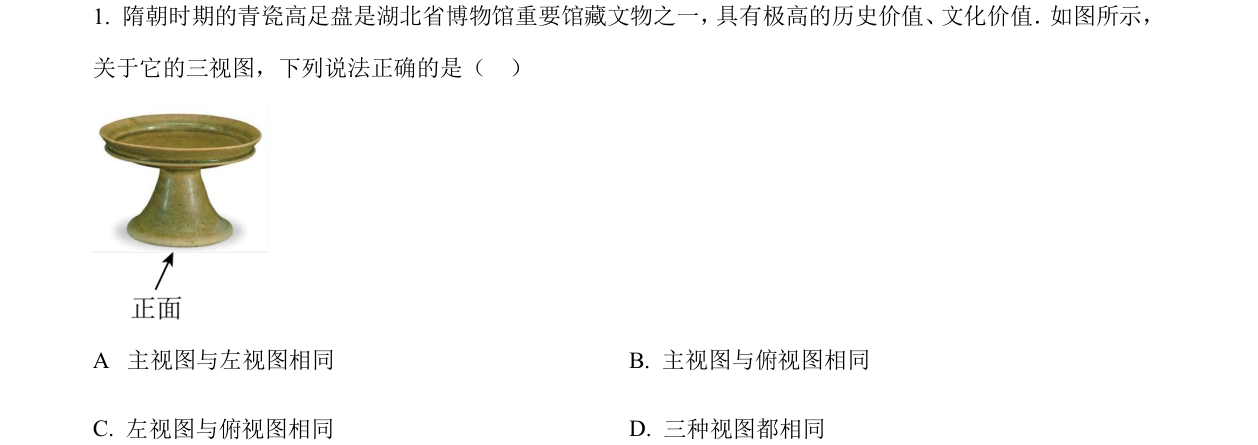 1. 隋朝时期的青瓷高足盘是湖北省博物馆重要馆藏文物之一，具有极高的历史价值、文化价值．如图所示，
关于它的三视图，下列说法正确的是（　）
正面
A 主视图与左视图相同
B. 主视图与俯视图相同
C. 左视图与俯视图相同
D. 三种视图都相同